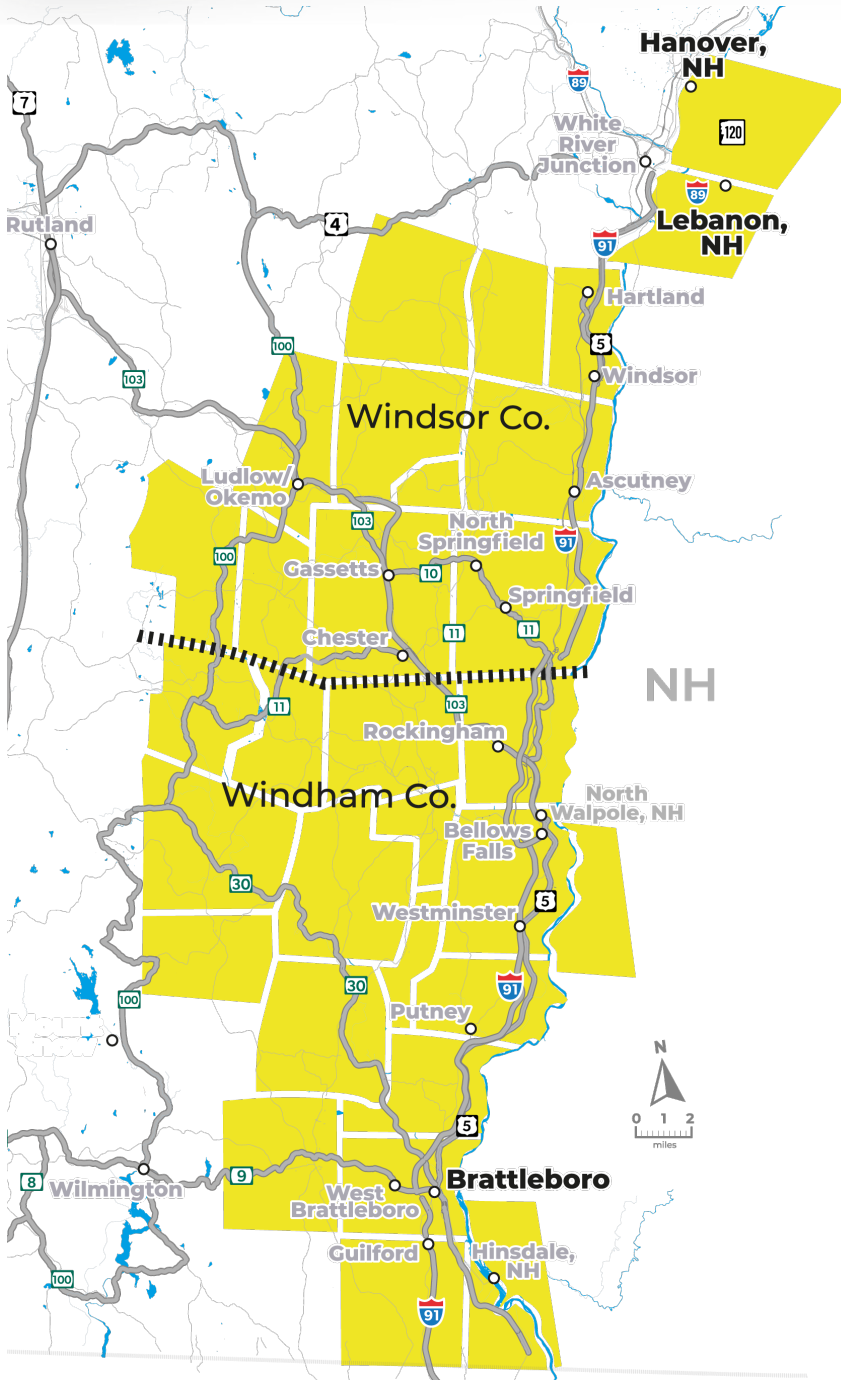 Hanover,
NH
89
7
120
White
River
Junction
89
4
Rutland
Lebanon,
NH
91
Hartland
100
5
103
Windsor
Windsor Co.
Ludlow/
Okemo
Ascutney
103
North
Springfield
91
100
Gassetts
10
Springfield
11
11
Chester
NH
11
103
Rockingham
Windham Co.
North
Walpole, NH
Bellows
Falls
30
5
Westminster
30
91
100
Putney
N
0 1 2
miles
5
9
8
Wilmington
Brattleboro
West
Brattleboro
Guilford
Hinsdale,
NH
100
91